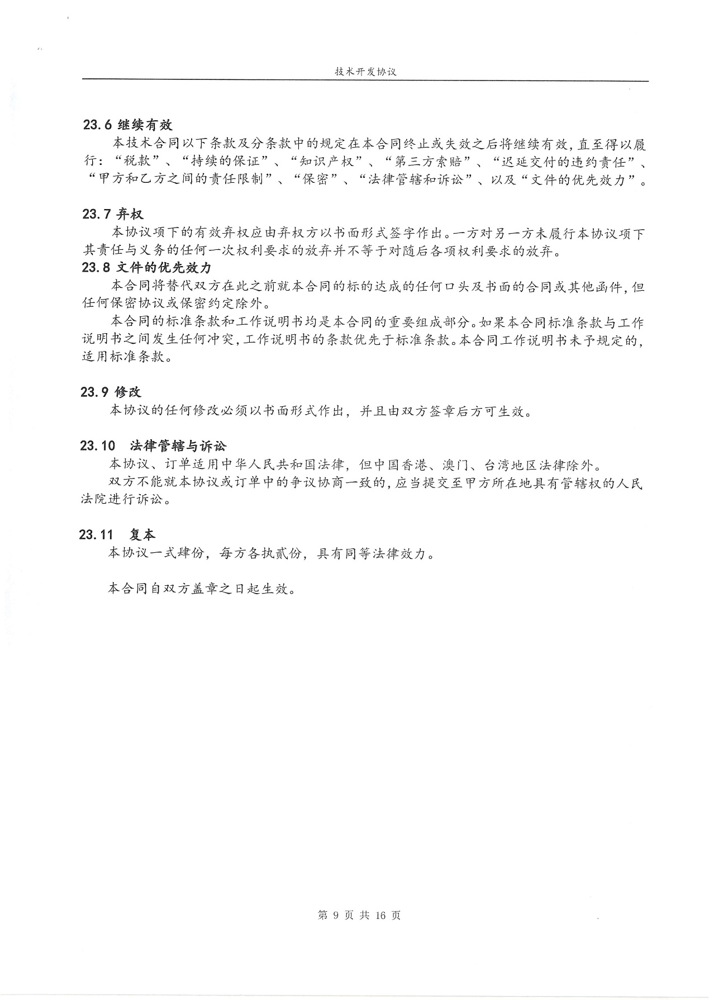 技术开发协议
23.6 继续有效
本技术合同以下条款及分条款中的规定在本合同终止或失效之后将继续有效，直至得以履
行：“税款”、“持续的保证”、“知识产权”、“第三方索赔”、“迟延交付的违约责任”、
“甲方和乙方之间的责任限制”、“保密”、“法律管辖和诉讼”、以及“文件的优先效力”。
23.7 弃权
本协议项下的有效弃权应由弃权方以书面形式签字作出。一方对另一方未履行本协议项下
其责任与义务的任何一次权利要求的放弃并不等于对随后各项权利要求的放弃。
23.8 文件的优先效力
本合同将替代双方在此之前就本合同的标的达成的任何口头及书面的合同或其他函件，但
任何保密协议或保密约定除外。
本合同的标准条款和工作说明书均是本合同的重要组成部分。如果本合同标准条款与工作
说明书之间发生任何冲突，工作说明书的条款优先于标准条款。本合同工作说明书未予规定的，
适用标准条款。
23.9 修改
本协议的任何修改必须以书面形式作出，并且由双方签章后方可生效。
23.10 法律管辖与诉讼
本协议、订单适用中华人民共和国法律，但中国香港、澳门、台湾地区法律除外。
双方不能就本协议或订单中的争议协商一致的，应当提交至甲方所在地具有管辖权的人民
法院进行诉讼。
23.11 复本
本协议一式肆份，每方各执贰份，具有同等法律效力。
本合同自双方盖章之日起生效。
第 9 页 共 16 页